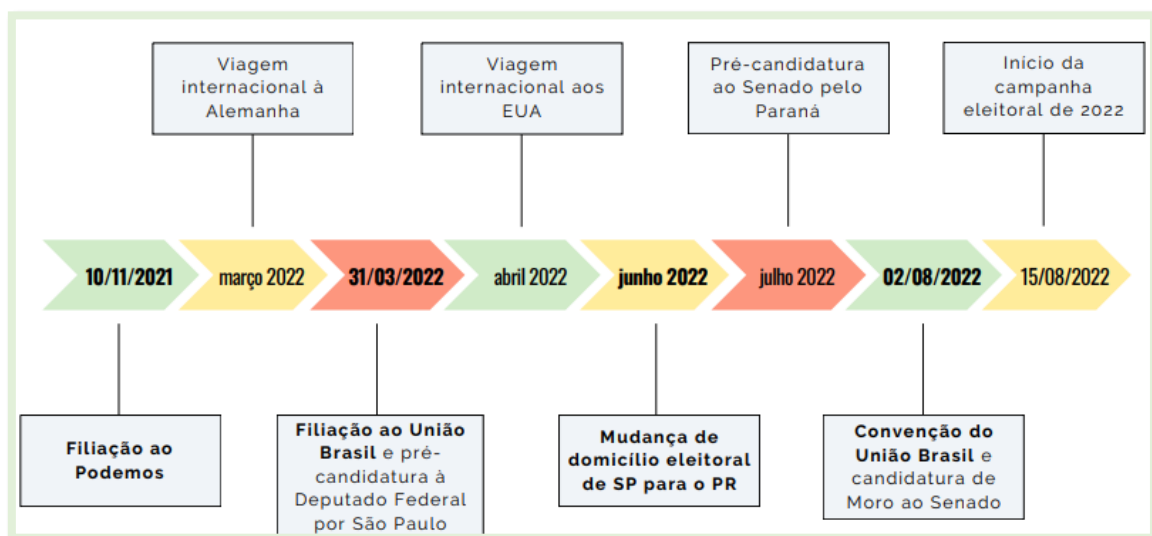 Viagem
internacional à
Alemanha
Viagem
internacional aos
EUA
Pré-candidatura
ao Senado pelo
Paraná
Início da
campanha
eleitoral de 2022
10/11/2021
março 2022
31/03/2022
abril 2022
junho 2022
julho 2022
02/08/2022
15/08/2022
Filiação ao
Podemos
Filiação ao União
Brasil e pré-
candidatura à
Deputado Federal
por São Paulo
Mudança de
domicílio eleitoral
de SP para o PR
Convenção do
União Brasil e
candidatura de
Moro ao Senado